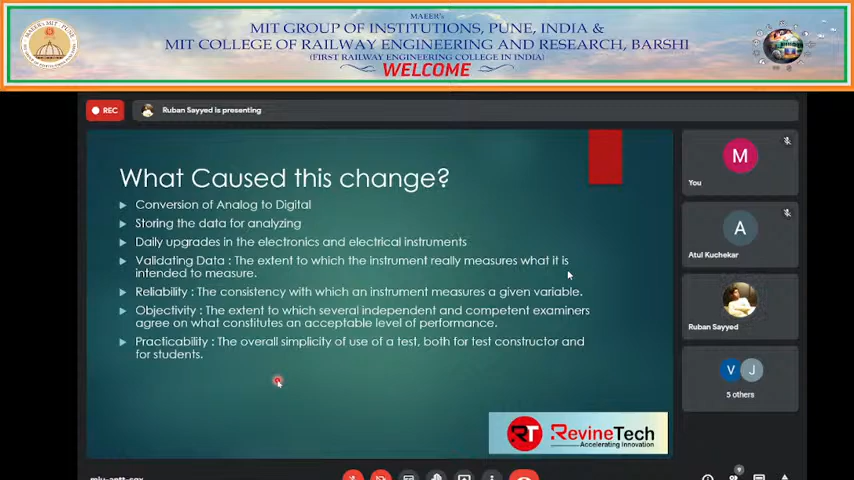 MAEER's
MIT GROUP OF INSTITUTIONS, PUNE, INDIA &
MIT COLLEGE OF RAILWAY ENGINEERING AND RESEARCH, BARSHI
(FIRST RAILWAY ENGINEERING COLLEGE IN INDIA)
WELCOME
REC
Ruban Sayyed is presenting
What Caused this change?
Conversion of Analog to Digital
Storing the data for analyzing
Daily upgrades in the electronics and electrical instruments
Validating Data : The extent to which the instrument really measures what it is
intended to measure.
Reliability : The consistency with which an instrument measures a given variable.
Objectivity : The extent to which several independent and competent examiners
agree on what constitutes an acceptable level of performance.
Practicability : The overall simplicity of use of a test, both for test constructor and
for students.
RT
RevineTech
Accelerating Innovation
M
You
A
Atul Kuchekar
Ruban Sayyed
V J
5 others
9